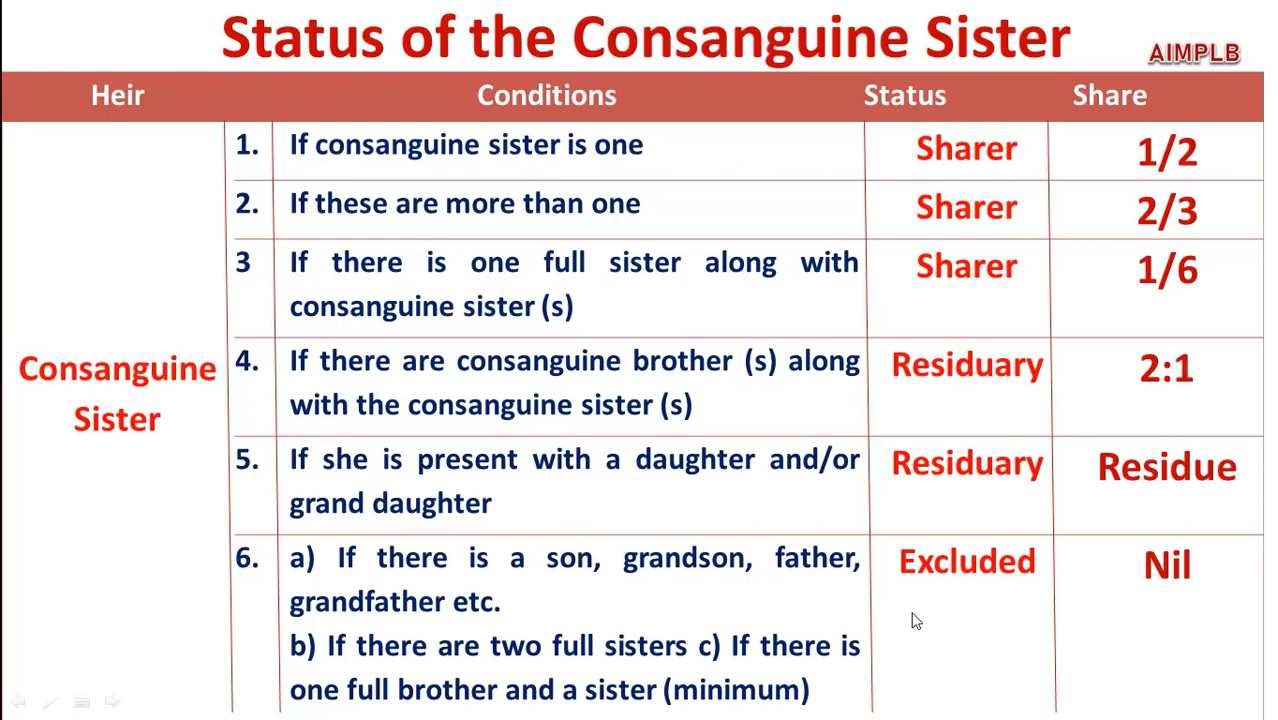 Status of the Consanguine Sister
AIMPLB
Heir Conditions Status Share
1. If consanguine sister is one Sharer 1/2
2. If these are more than one Sharer 2/3
3 If there is one full sister along with Sharer 1/6
consanguine sister (s)
Consanguine
Sister
4. If there are consanguine brother (s) along Residuary 2:1
with the consanguine sister (s)
5. If she is present with a daughter and/or Residuary Residue
grand daughter
6. a) If there is a son, grandson, father, Excluded Nil
grandfather etc.
b) If there are two full sisters c) If there is
one full brother and a sister (minimum)